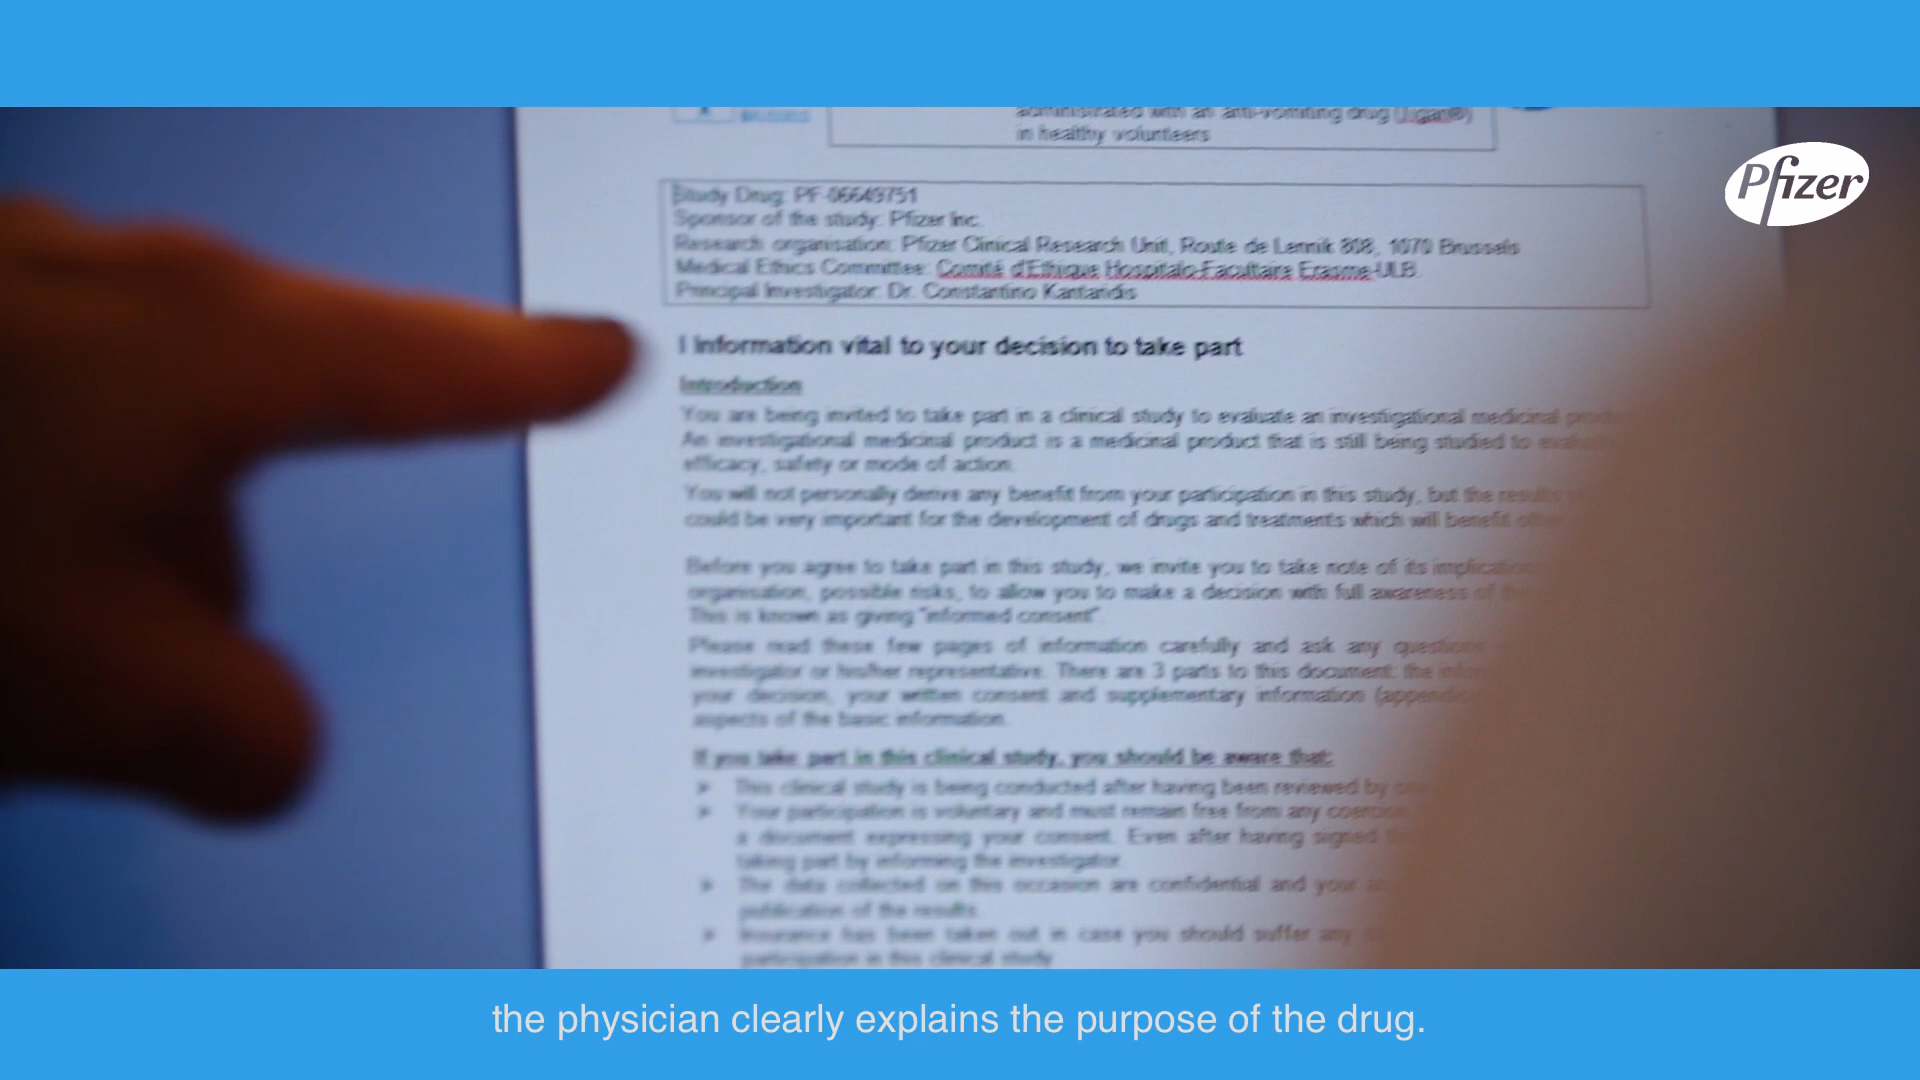 administrated with an anti-vomiting drug
in healthy volunteers
Pfizer
Study Drug: PF-06649751
Sponsor of the study: Pfizer Inc.
Research organisation: Pfizer Clinical Research Unit, Route de Lennik 808, 1070 Brussels
Medical Ethics Committee: Comité d'Ethique Hospitalo-Facultaire Erasme-ULB.
Principal Investigator: Dr. Constantino Kantaridis
I Information vital to your decision to take part
Introduction
You are being invited to take part in a clinical study to evaluate an investigational medicinal
An investigational medicinal product is a medicinal product that is still being studied to
efficacy, safety or mode of action.
You will not personally derive any benefit from your participation in this study, but the results
could be very important for the development of drugs and treatments which will benefit
Before you agree to take part in this study, we invite you to take note of its
organisation, possible risks, to allow you to make a decision with full awareness of
This is known as giving "informed consent".
Please read these few pages of information carefully and ask any questions
investigator or his/her representative. There are 3 parts to this document: the
your decision, your written consent and supplementary information
aspects of the basic information.
If you take part in this clinical study, you should be aware that:
➤ This clinical study is being conducted after having been reviewed by
➤ Your participation is voluntary and must remain free from any
a document expressing your consent. Even after having signed
taking part by informing the investigator.
➤ The data collected on this occasion are confidential and your
publication of the results.
➤ Insurance has been taken out in case you should suffer any
participation in this clinical study
the physician clearly explains the purpose of the drug.